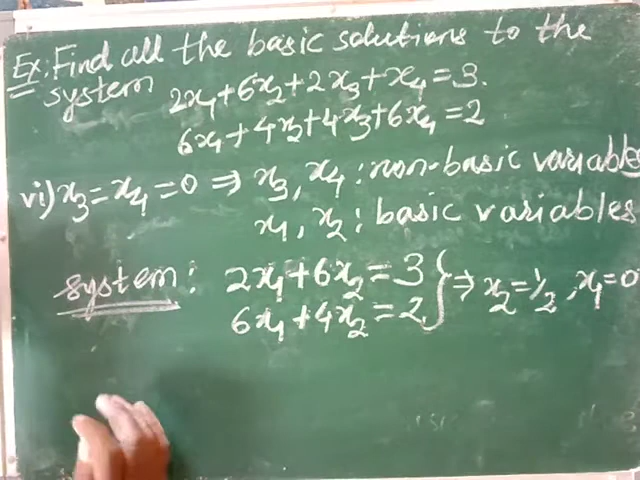 Ex: Find all the basic solutions to the
system 2x₁+6x₂+2x₃+x₄=3.
6x₁+4x₂+4x₃+6x₄=2
vi) x₃=x₄=0 ⇒ x₃, x₄ : non-basic variables
x₁, x₂ : basic variables
system: 2x₁+6x₂=3
6x₁+4x₂=2 } ⇒ x₂=1/2, x₁=0